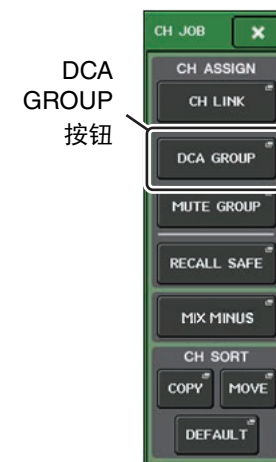 DCA
GROUP
按钮
CH JOB ×
CH ASSIGN
CH LINK
DCA GROUP
MUTE GROUP
RECALL SAFE
MIX MINUS
CH SORT
COPY MOVE
DEFAULT